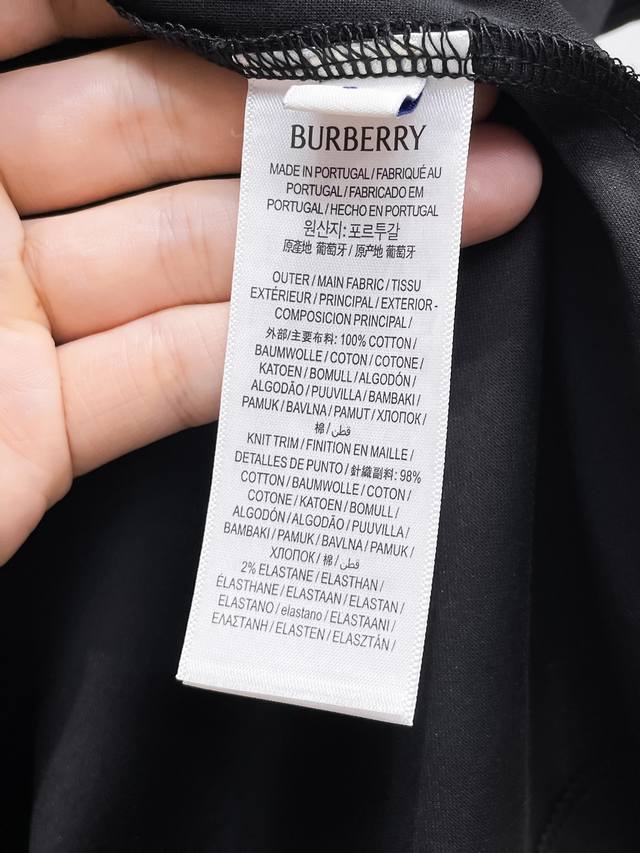 BURBERRY
MADE IN PORTUGAL / FABRIQUÉ AU
PORTUGAL / FABRICADO EM
PORTUGAL / HECHO EN PORTUGAL
원산지: 포르투갈
原產地 葡萄牙 / 原产地 葡萄牙
OUTER / MAIN FABRIC / TISSU
EXTÉRIEUR / PRINCIPAL / EXTERIOR -
COMPOSICION PRINCIPAL /
外部/主要布料: 100% COTTON /
BAUMWOLLE / COTON / COTONE /
KATOEN / BOMULL / ALGODÓN /
ALGODÃO / PUUVILLA / BAMBAKI /
PAMUK / BAVLNA / PAMUT / ХЛОПОК /
棉 / قطن
KNIT TRIM / FINITION EN MAILLE /
DETALLES DE PUNTO / 針織副料: 98%
COTTON / BAUMWOLLE / COTON /
COTONE / KATOEN / BOMULL /
ALGODÓN / ALGODÃO / PUUVILLA /
BAMBAKI / PAMUK / BAVLNA / PAMUK /
ХЛОПОК / 棉 / قطن
2% ELASTANE / ELASTHAN /
ÉLASTHANE / ELASTAAN / ELASTAN /
ELASTANO / elastano / ELASTAANI /
ΕΛΑΣΤΑΝΗ / ELASTEN / ELASZTÁN /